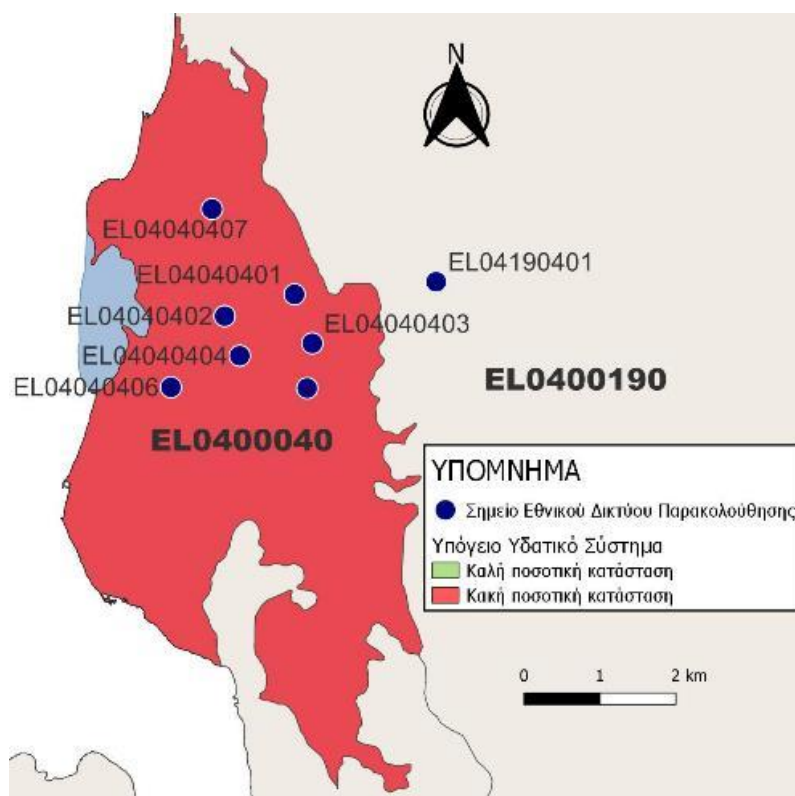 N
EL04040407
EL04190401
EL04040401
EL04040402
EL04040403
EL04040404
EL04040406
EL0400190
EL0400040
ΥΠΟΜΝΗΜΑ
Σημείο Εθνικού Δικτύου Παρακολούθησης
Υπόγειο Υδατικό Σύστημα
Καλή ποσοτική κατάσταση
Κακή ποσοτική κατάσταση
0 1 2 km